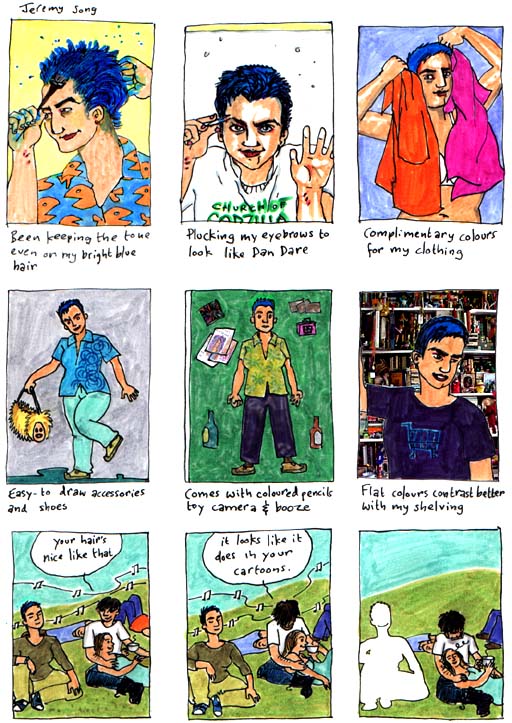 Jeremy Song
CHURCH OF
GODZILLA
Been keeping the tone
even on my bright blue
hair
Plucking my eyebrows to
look like Dan Dare
Complimentary colours
for my clothing
Easy-to draw accessories
and shoes
Comes with coloured pencils
toy camera & booze
Flat colours contrast better
with my shelving
your hair's
nice like that.
it looks like it
does in your
cartoons.